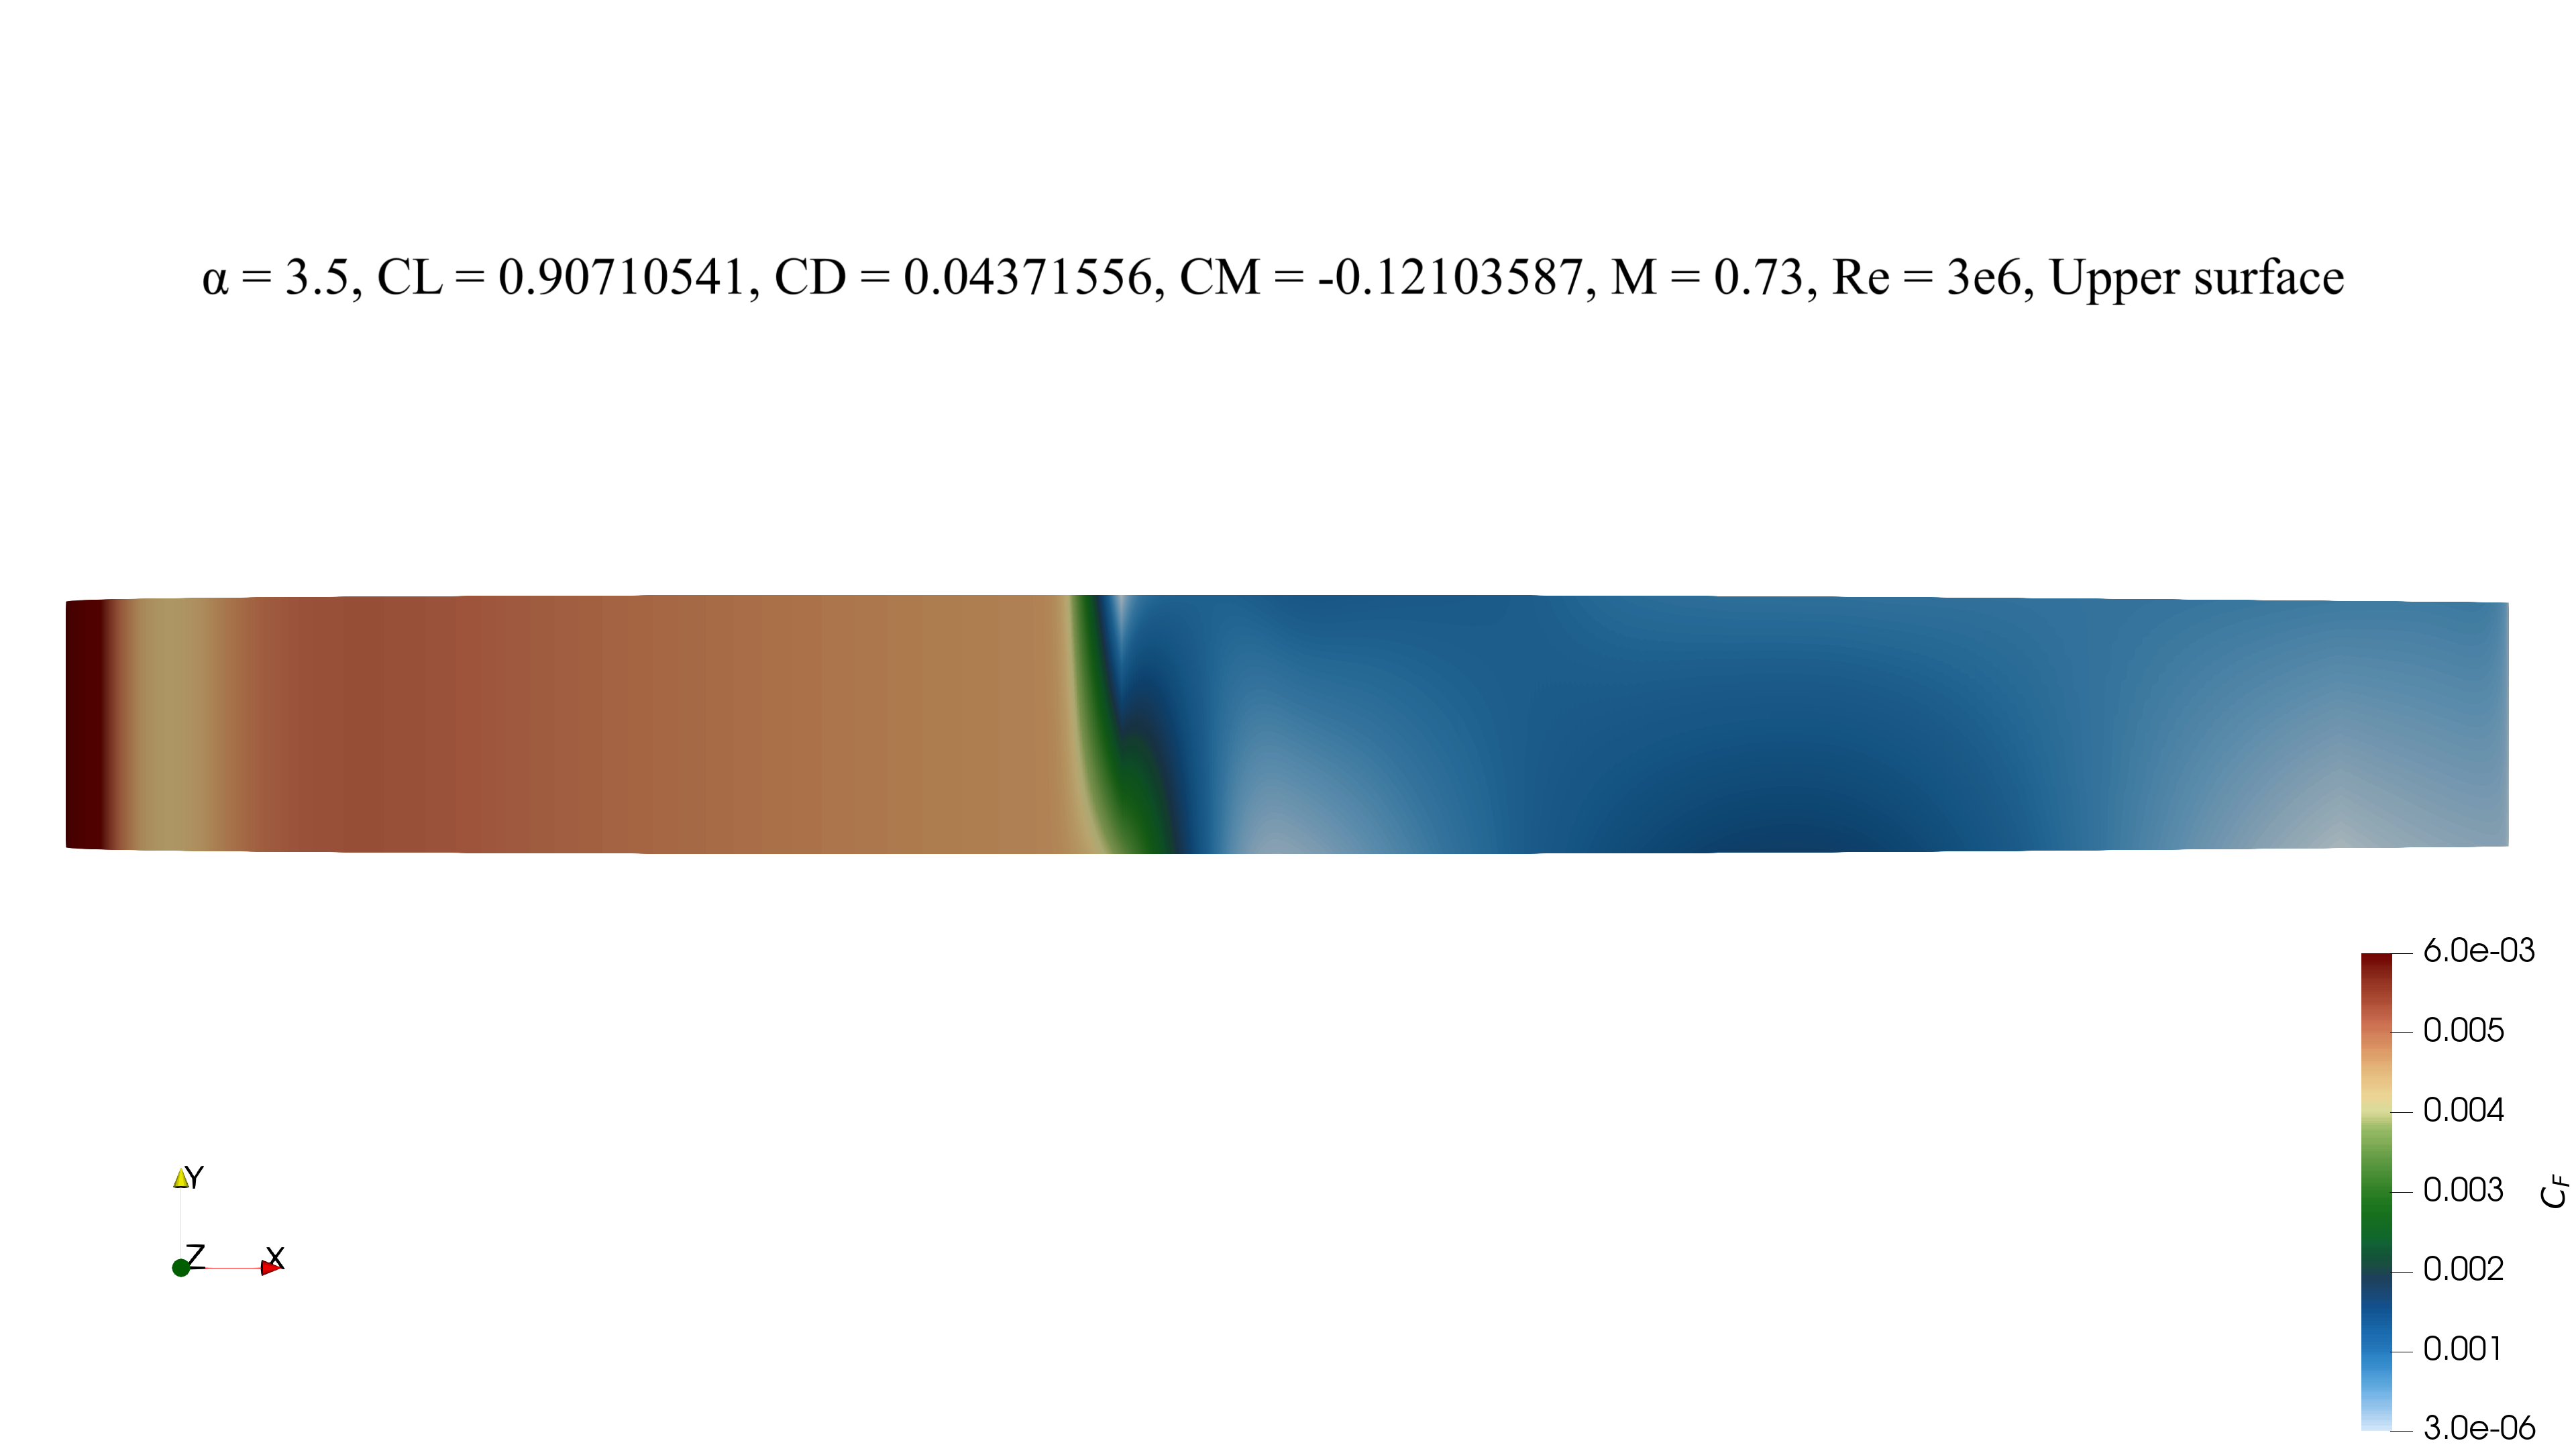 α = 3.5, CL = 0.90710541, CD = 0.04371556, CM = -0.12103587, M = 0.73, Re = 3e6, Upper surface
6.0e-03
0.005
0.004
0.003
0.002
0.001
3.0e-06
C_F
Y
Z
X